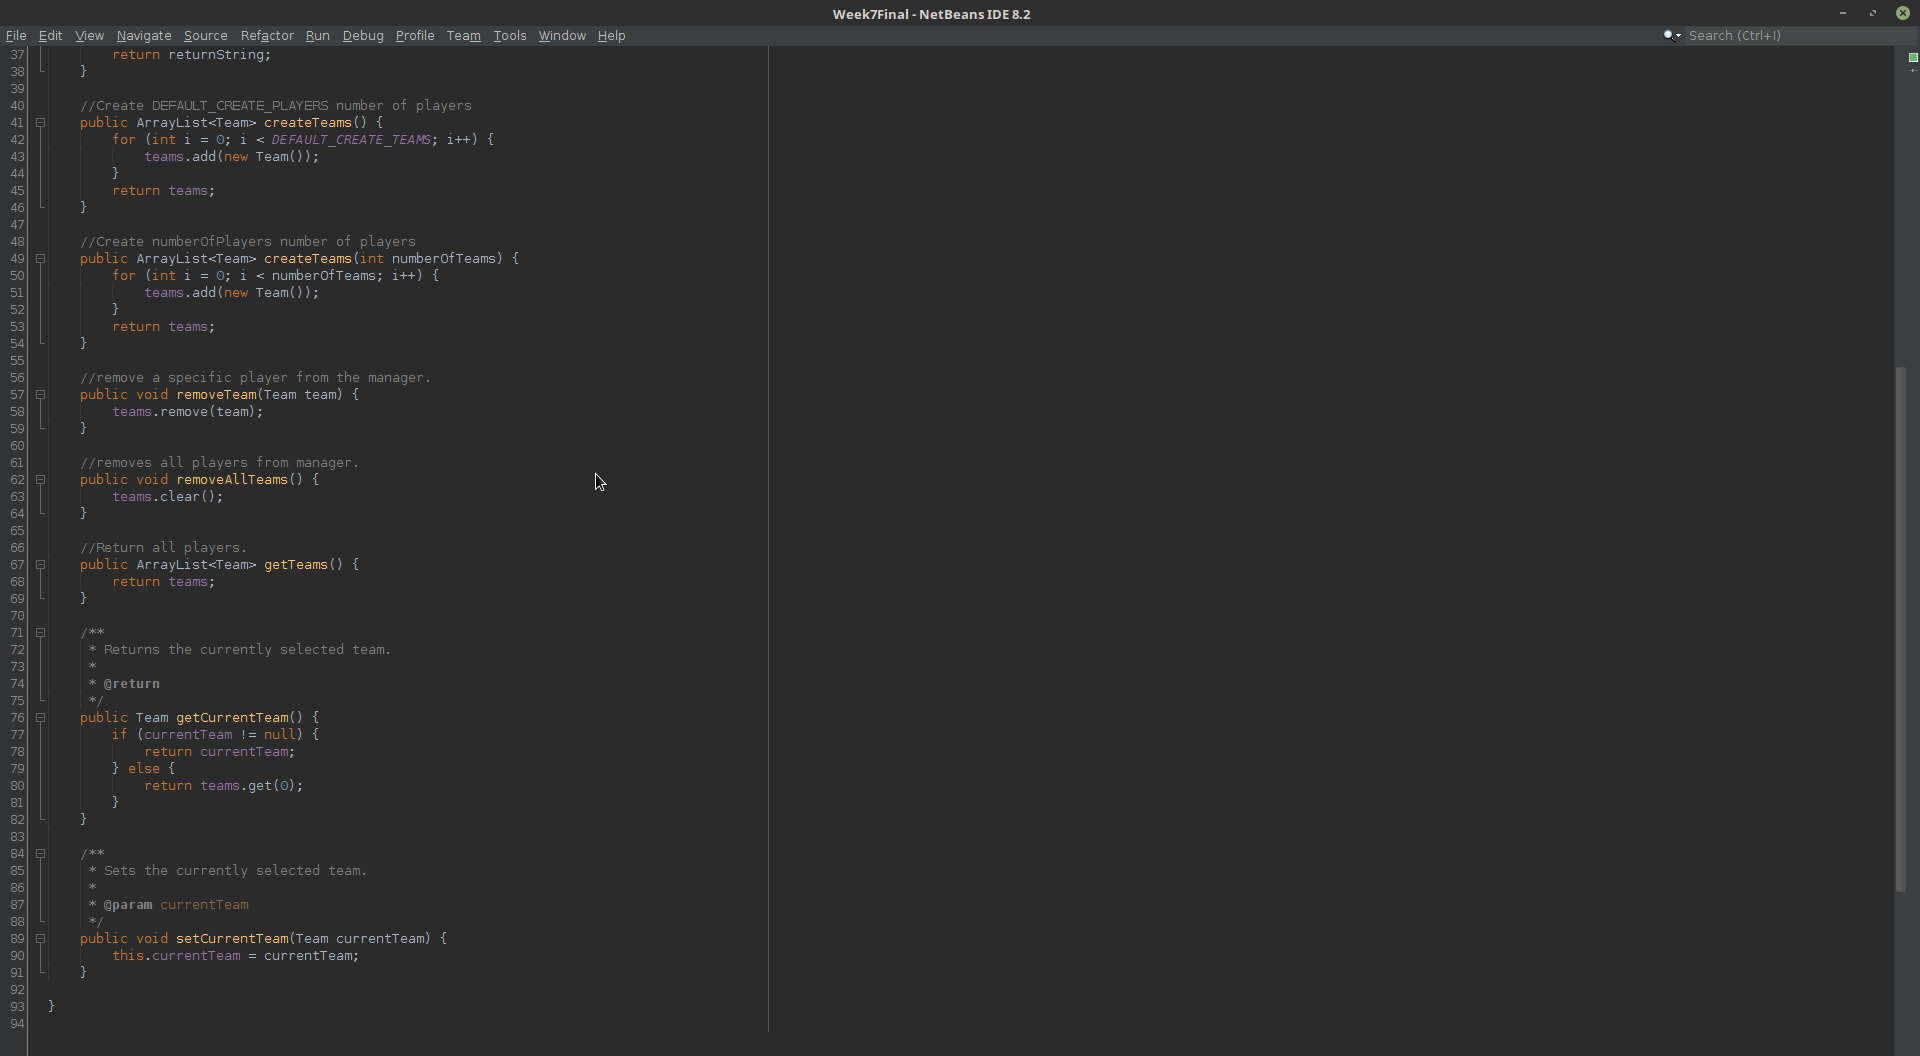 Week7Final - NetBeans IDE 8.2
File Edit View Navigate Source Refactor Run Debug Profile Team Tools Window Help Search (Ctrl+I)
37 return returnString;
38 }
39
40 //Create DEFAULT_CREATE_PLAYERS number of players
41 public ArrayList<Team> createTeams() {
42 for (int i = 0; i < DEFAULT_CREATE_TEAMS; i++) {
43 teams.add(new Team());
44 }
45 return teams;
46 }
47
48 //Create numberOfPlayers number of players
49 public ArrayList<Team> createTeams(int numberOfTeams) {
50 for (int i = 0; i < numberOfTeams; i++) {
51 teams.add(new Team());
52 }
53 return teams;
54 }
55
56 //remove a specific player from the manager.
57 public void removeTeam(Team team) {
58 teams.remove(team);
59 }
60
61 //removes all players from manager.
62 public void removeAllTeams() {
63 teams.clear();
64 }
65
66 //Return all players.
67 public ArrayList<Team> getTeams() {
68 return teams;
69 }
70
71 /**
72 * Returns the currently selected team.
73 *
74 * @return
75 */
76 public Team getCurrentTeam() {
77 if (currentTeam != null) {
78 return currentTeam;
79 } else {
80 return teams.get(0);
81 }
82 }
83
84 /**
85 * Sets the currently selected team.
86 *
87 * @param currentTeam
88 */
89 public void setCurrentTeam(Team currentTeam) {
90 this.currentTeam = currentTeam;
91 }
92
93 }
94